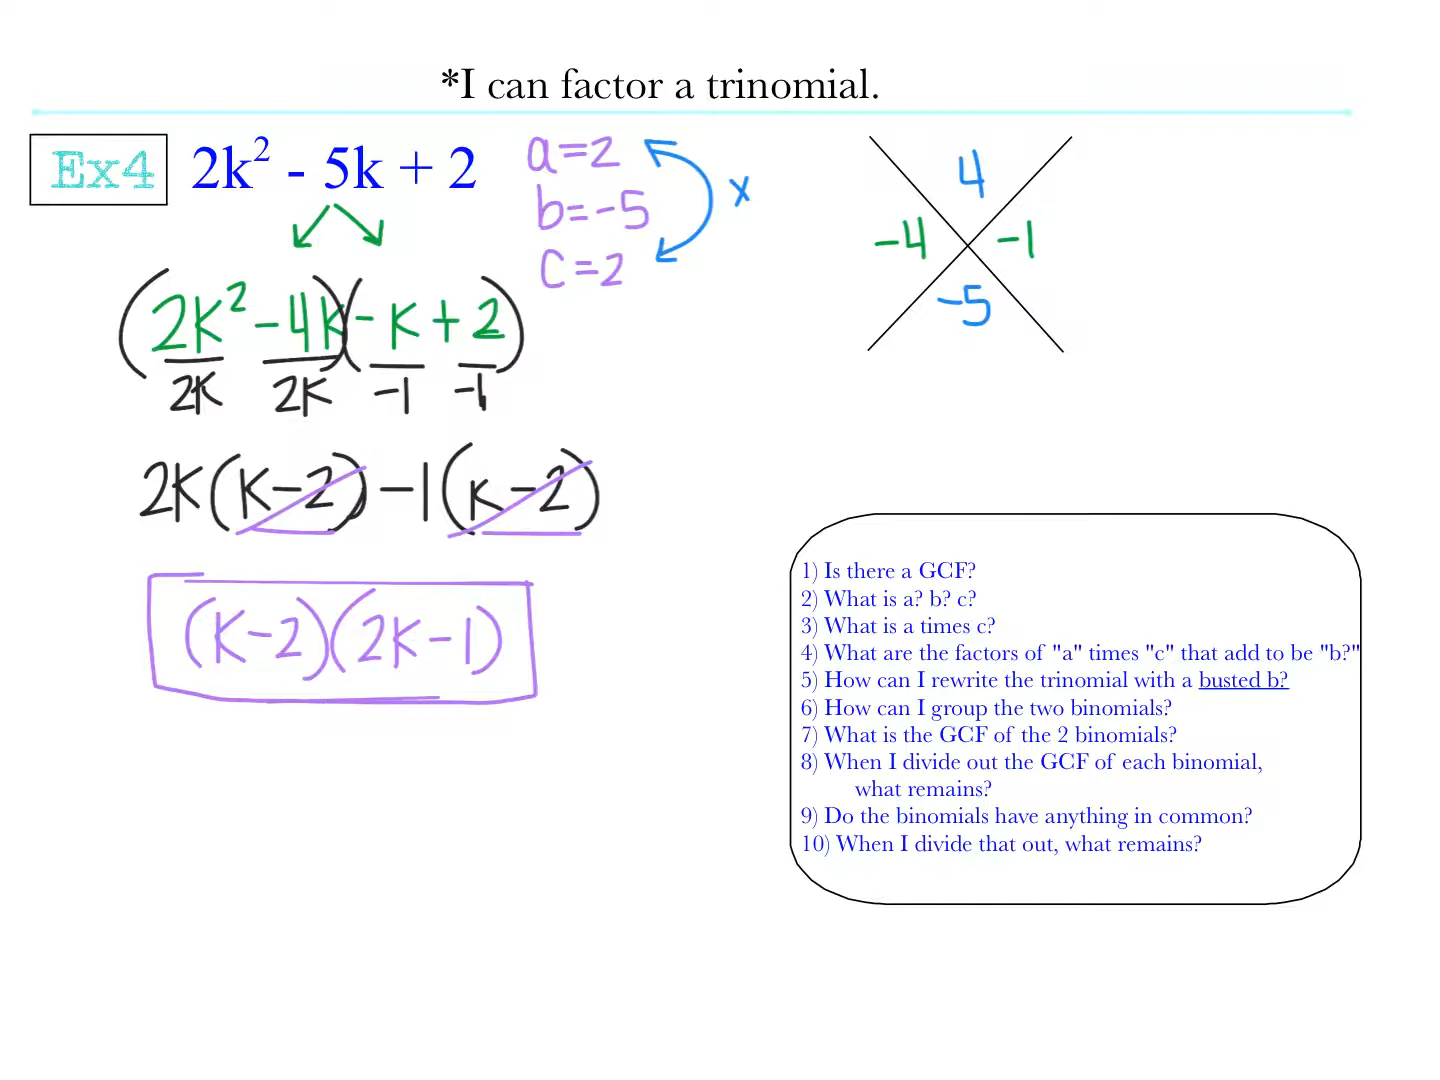 *I can factor a trinomial.
Ex4 2k² - 5k + 2
a=2
b=-5
c=2
x
4
-4 -1
-5
(2k² -4k)(-k + 2)
2k 2k -1 -1
2k(k-2) -1(k-2)
(k-2)(2k-1)
1) Is there a GCF?
2) What is a? b? c?
3) What is a times c?
4) What are the factors of "a" times "c" that add to be "b?"
5) How can I rewrite the trinomial with a busted b?
6) How can I group the two binomials?
7) What is the GCF of the 2 binomials?
8) When I divide out the GCF of each binomial,
what remains?
9) Do the binomials have anything in common?
10) When I divide that out, what remains?